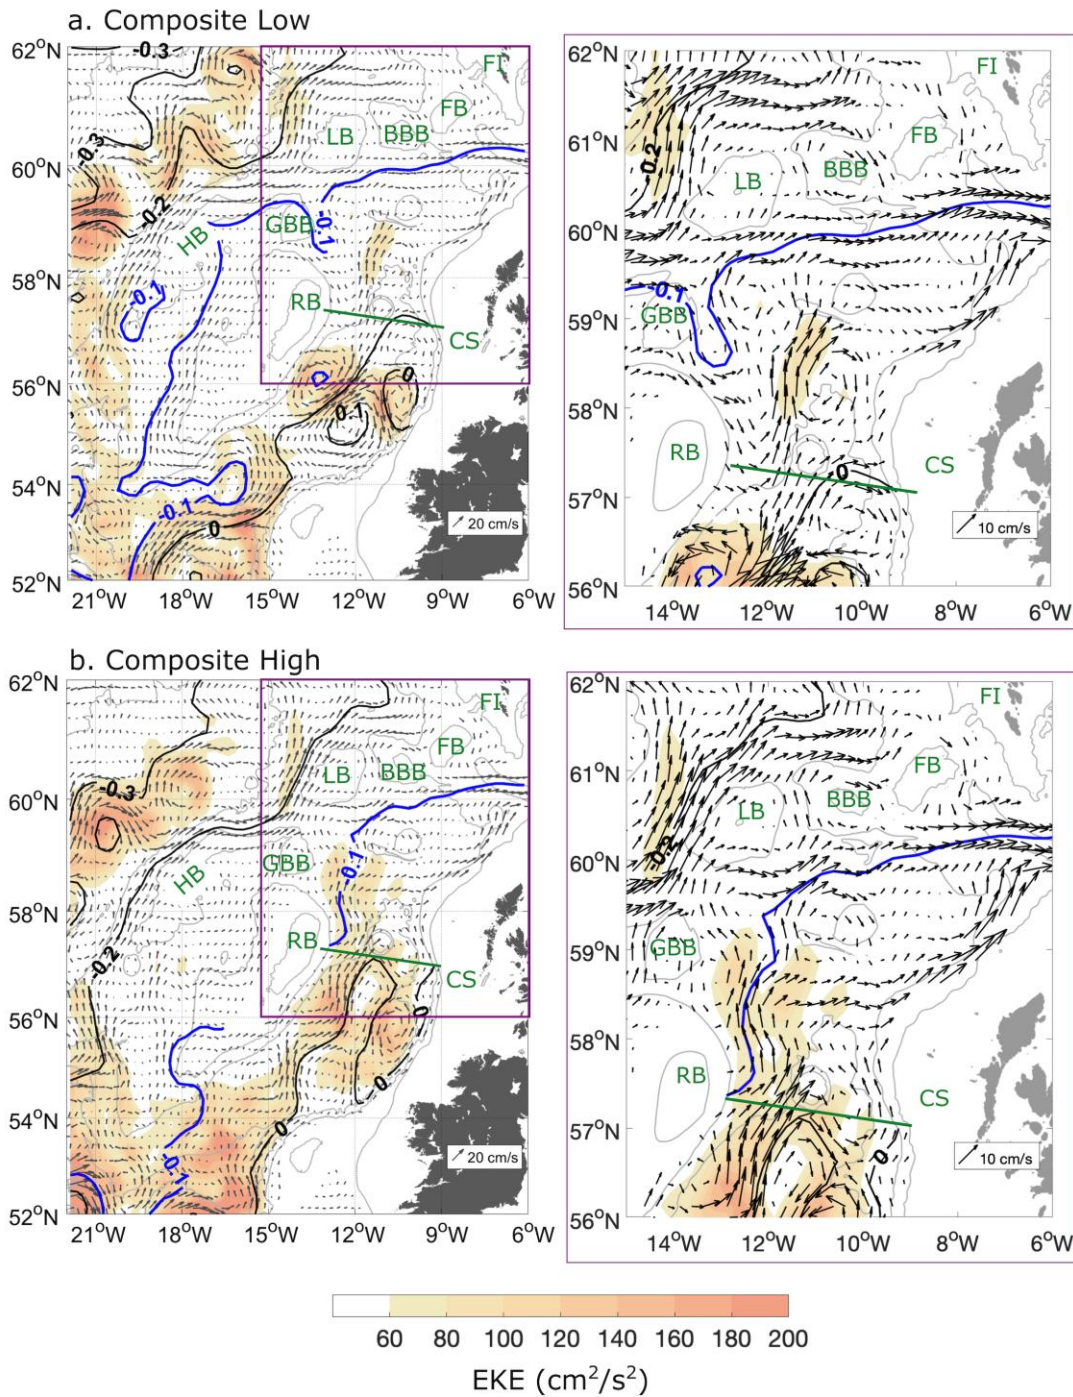 a. Composite Low
62°N
60°N
58°N
56°N
54°N
52°N
21°W 18°W 15°W 12°W 9°W 6°W
-0.3
-0.3
-0.2
-0.1
-0.1
-0.1
0
0.1
0
FI
FB
LB
BBB
HB
GBB
RB
CS
20 cm/s
62°N
61°N
60°N
59°N
58°N
57°N
56°N
14°W 12°W 10°W 8°W 6°W
-0.2
-0.1
0
FI
FB
LB
BBB
GBB
RB
CS
10 cm/s
b. Composite High
62°N
60°N
58°N
56°N
54°N
52°N
21°W 18°W 15°W 12°W 9°W 6°W
-0.3
-0.2
-0.1
-0.1
0
0
0
FI
FB
LB
BBB
HB
GBB
RB
CS
20 cm/s
62°N
61°N
60°N
59°N
58°N
57°N
56°N
14°W 12°W 10°W 8°W 6°W
-0.2
0
FI
FB
LB
BBB
GBB
RB
CS
10 cm/s
60 80 100 120 140 160 180 200
EKE (cm²/s²)